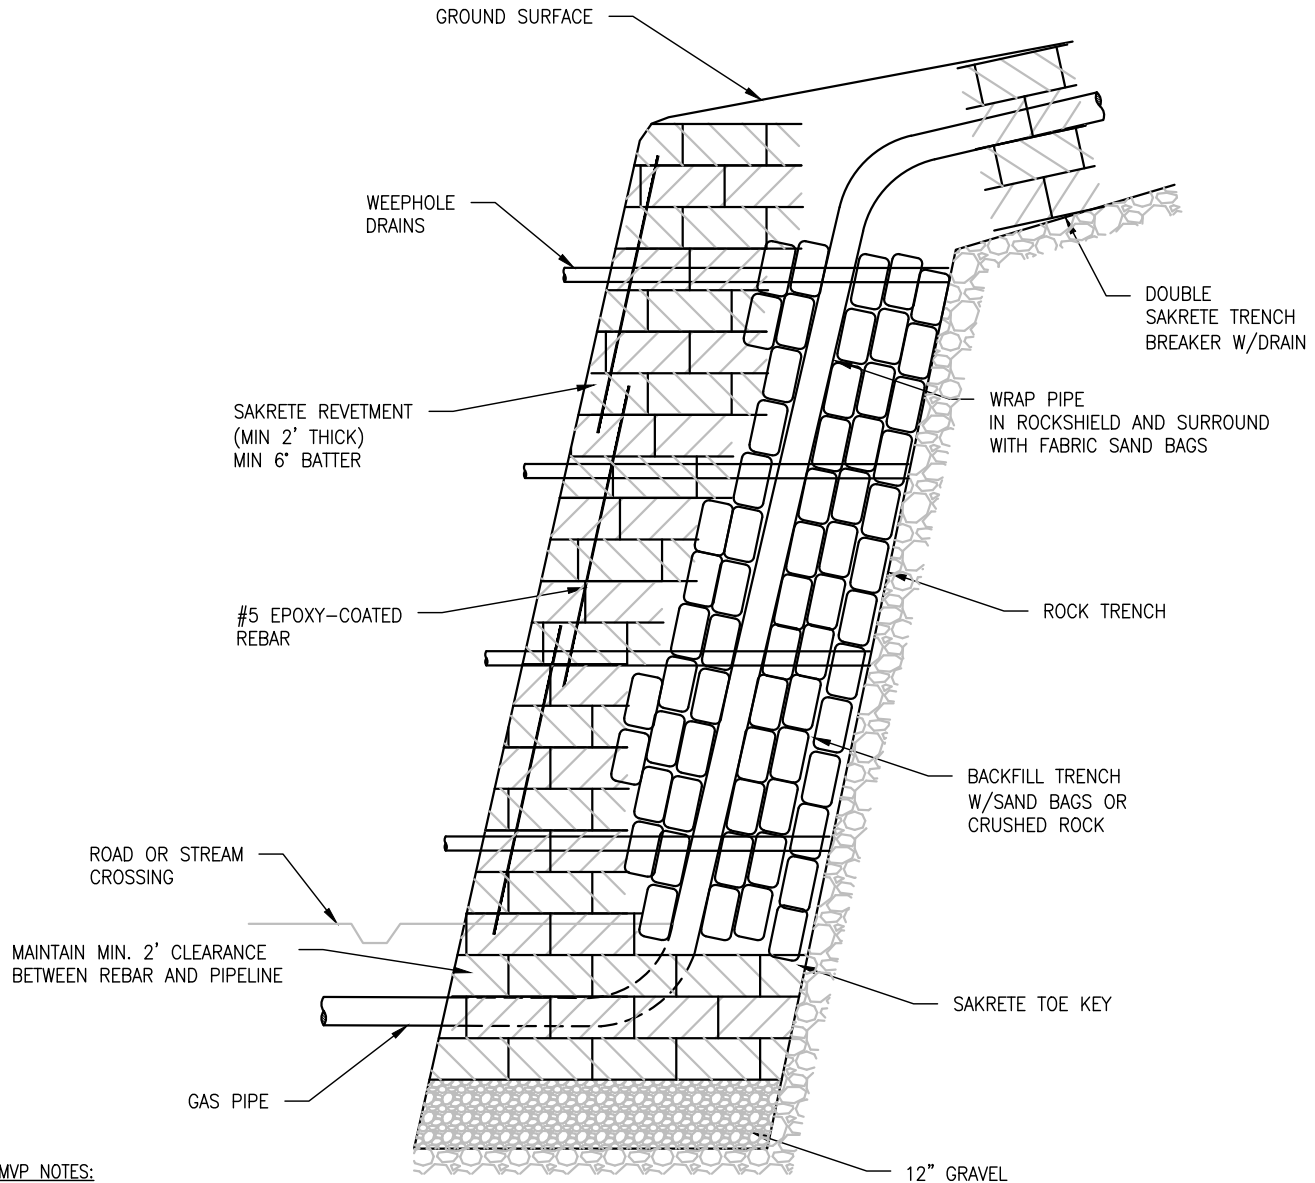 GROUND SURFACE
WEEPHOLE
DRAINS
DOUBLE
SAKRETE TRENCH
BREAKER W/DRAIN
SAKRETE REVETMENT
(MIN 2' THICK)
MIN 6° BATTER
WRAP PIPE
IN ROCKSHIELD AND SURROUND
WITH FABRIC SAND BAGS
#5 EPOXY-COATED
REBAR
ROCK TRENCH
BACKFILL TRENCH
W/SAND BAGS OR
CRUSHED ROCK
ROAD OR STREAM
CROSSING
MAINTAIN MIN. 2' CLEARANCE
BETWEEN REBAR AND PIPELINE
SAKRETE TOE KEY
GAS PIPE
12" GRAVEL
MVP NOTES: